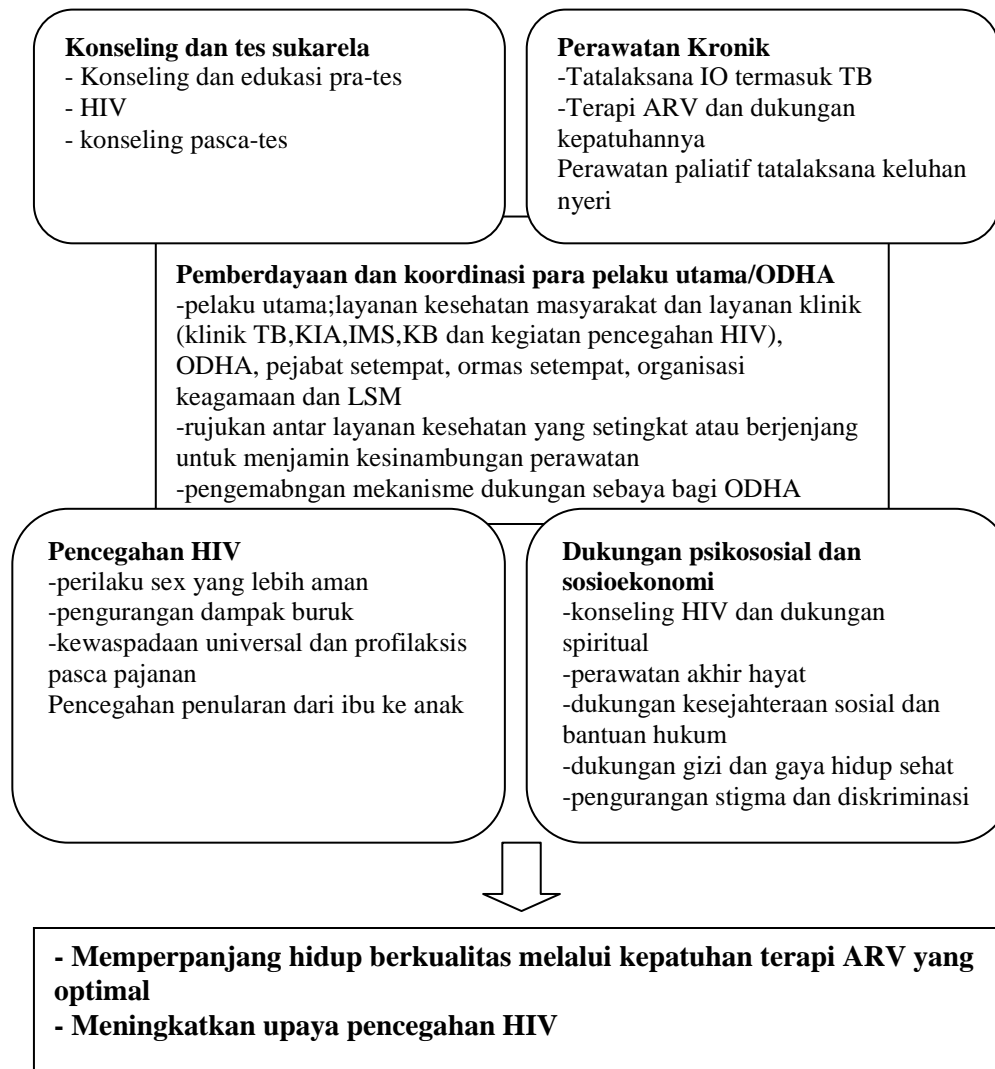 Konseling dan tes sukarela
- Konseling dan edukasi pra-tes
- HIV
- konseling pasca-tes
Perawatan Kronik
-Tatalaksana IO termasuk TB
-Terapi ARV dan dukungan
kepatuhannya
Perawatan paliatif tatalaksana keluhan
nyeri
Pemberdayaan dan koordinasi para pelaku utama/ODHA
-pelaku utama;layanan kesehatan masyarakat dan layanan klinik
(klinik TB,KIA,IMS,KB dan kegiatan pencegahan HIV),
ODHA, pejabat setempat, ormas setempat, organisasi
keagamaan dan LSM
-rujukan antar layanan kesehatan yang setingkat atau berjenjang
untuk menjamin kesinambungan perawatan
-pengemabngan mekanisme dukungan sebaya bagi ODHA
Pencegahan HIV
-perilaku sex yang lebih aman
-pengurangan dampak buruk
-kewaspadaan universal dan profilaksis
pasca pajanan
Pencegahan penularan dari ibu ke anak
Dukungan psikososial dan
sosioekonomi
-konseling HIV dan dukungan
spiritual
-perawatan akhir hayat
-dukungan kesejahteraan sosial dan
bantuan hukum
-dukungan gizi dan gaya hidup sehat
-pengurangan stigma dan diskriminasi
- Memperpanjang hidup berkualitas melalui kepatuhan terapi ARV yang
optimal
- Meningkatkan upaya pencegahan HIV